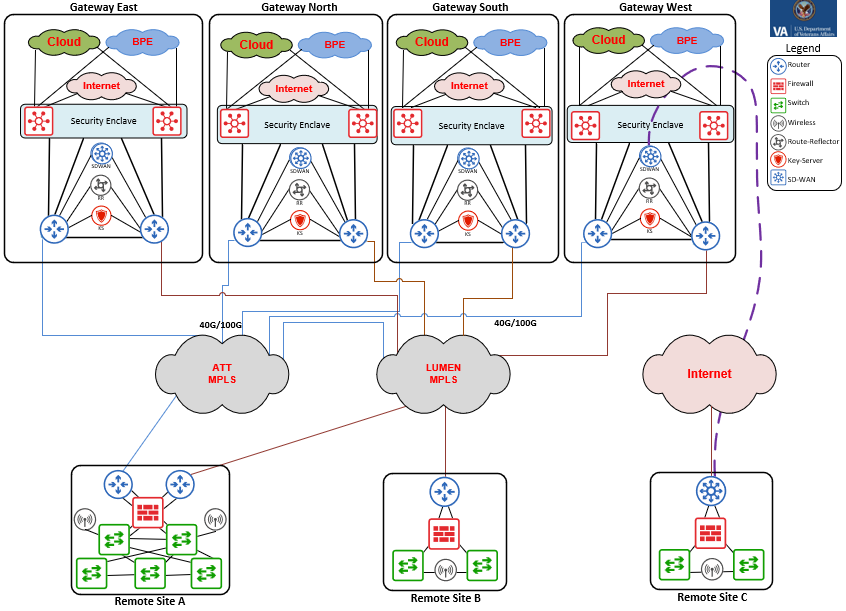 Gateway East
Gateway North
Gateway South
Gateway West
VA
U.S. Department
of Veterans Affairs
Legend
Router
Firewall
Switch
Wireless
Route-Reflector
Key-Server
SD-WAN
Cloud
BPE
Internet
Security Enclave
SDWAN
RR
KS
Cloud
BPE
Internet
Security Enclave
SDWAN
RR
KS
Cloud
BPE
Internet
Security Enclave
SDWAN
RR
KS
Cloud
BPE
Internet
Security Enclave
SDWAN
RR
KS
40G/100G
40G/100G
ATT
MPLS
LUMEN
MPLS
Internet
Remote Site A
Remote Site B
Remote Site C